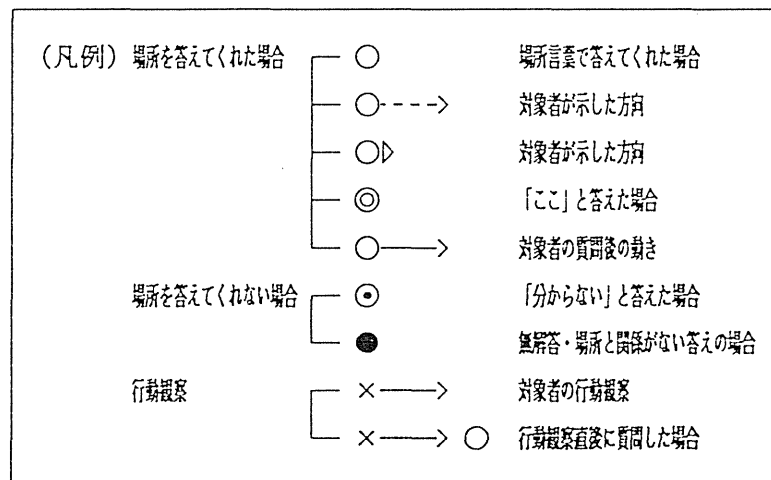 (凡例) 場所を答えてくれた場合 場所言葉で答えてくれた場合
対象者が示した方向
対象者が示した方向
「ここ」と答えた場合
対象者の質問後の動き
場所を答えてくれない場合 「分からない」と答えた場合
無解答・場所と関係がない答えの場合
行動観察 対象者の行動観察
行動観察直後に質問した場合